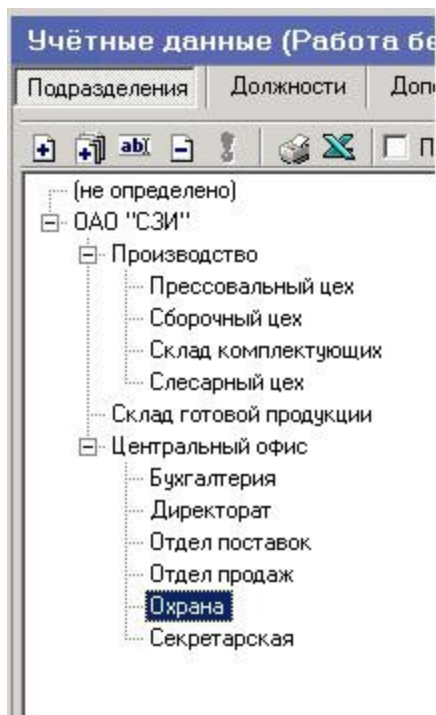 Учётные данные (Работа бе
Подразделения Должности Доп
abI П
(не определено)
ОАО "СЗИ"
Производство
Прессовальный цех
Сборочный цех
Склад комплектующих
Слесарный цех
Склад готовой продукции
Центральный офис
Бухгалтерия
Директорат
Отдел поставок
Отдел продаж
Охрана
Секретарская